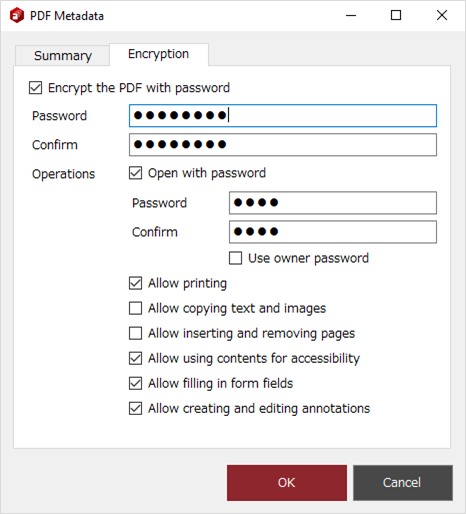 PDF Metadata
Summary Encryption
Encrypt the PDF with password
Password ●●●●●●●●
Confirm ●●●●●●●●
Operations Open with password
Password ●●●●
Confirm ●●●●
Use owner password
Allow printing
Allow copying text and images
Allow inserting and removing pages
Allow using contents for accessibility
Allow filling in form fields
Allow creating and editing annotations
OK Cancel